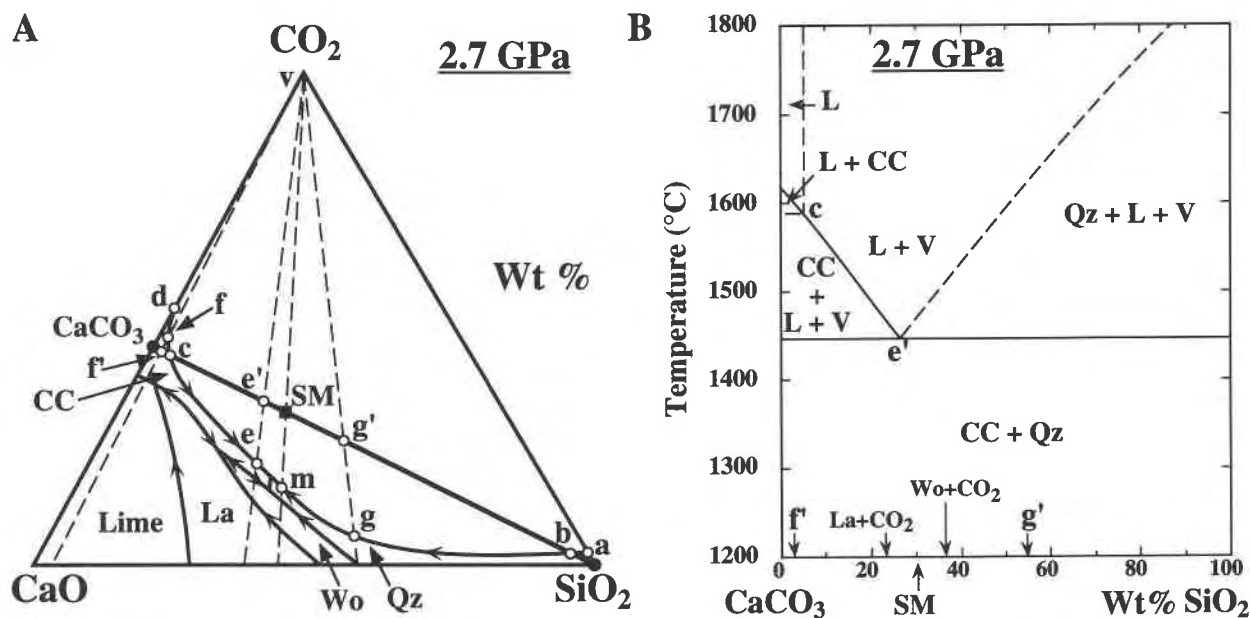 A
CO₂
2.7 GPa
v
Wt %
d
f
CaCO₃
c
f'
CC
e'
SM
g'
e
m
g
Lime
La
b
a
CaO
Wo
Qz
SiO₂
B
2.7 GPa
1800
1700
1600
1500
1400
1300
1200
Temperature (°C)
L
L + CC
c
L + V
Qz + L + V
CC
+
L + V
e'
CC + Qz
Wo+CO₂
f'
La+CO₂
g'
0 20 40 60 80 100
CaCO₃
SM
Wt% SiO₂